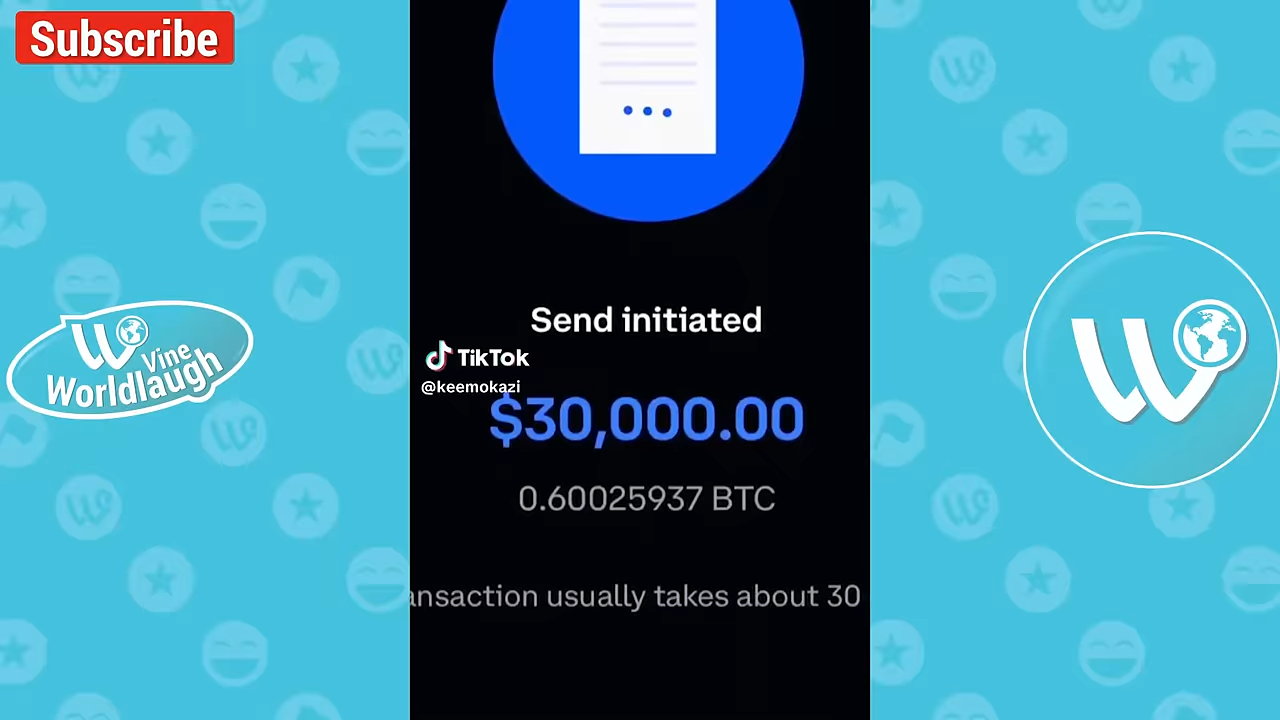 Subscribe
Send initiated
TikTok
@keemokazi
$30,000.00
0.60025937 BTC
ansaction usually takes about 30
Vine
Worldlaugh